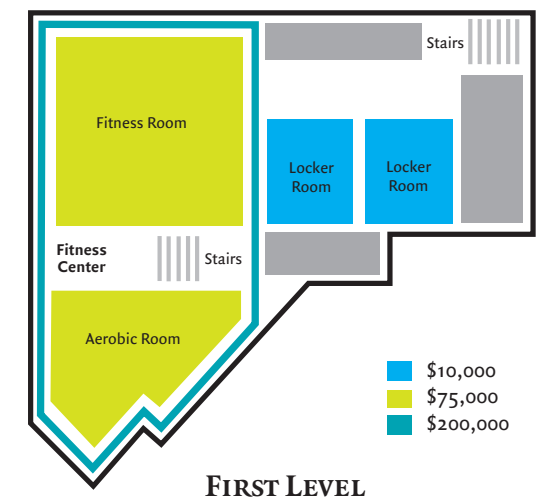 Stairs
Fitness Room
Locker
Room
Locker
Room
Fitness
Center
Stairs
Aerobic Room
$10,000
$75,000
$200,000
First Level